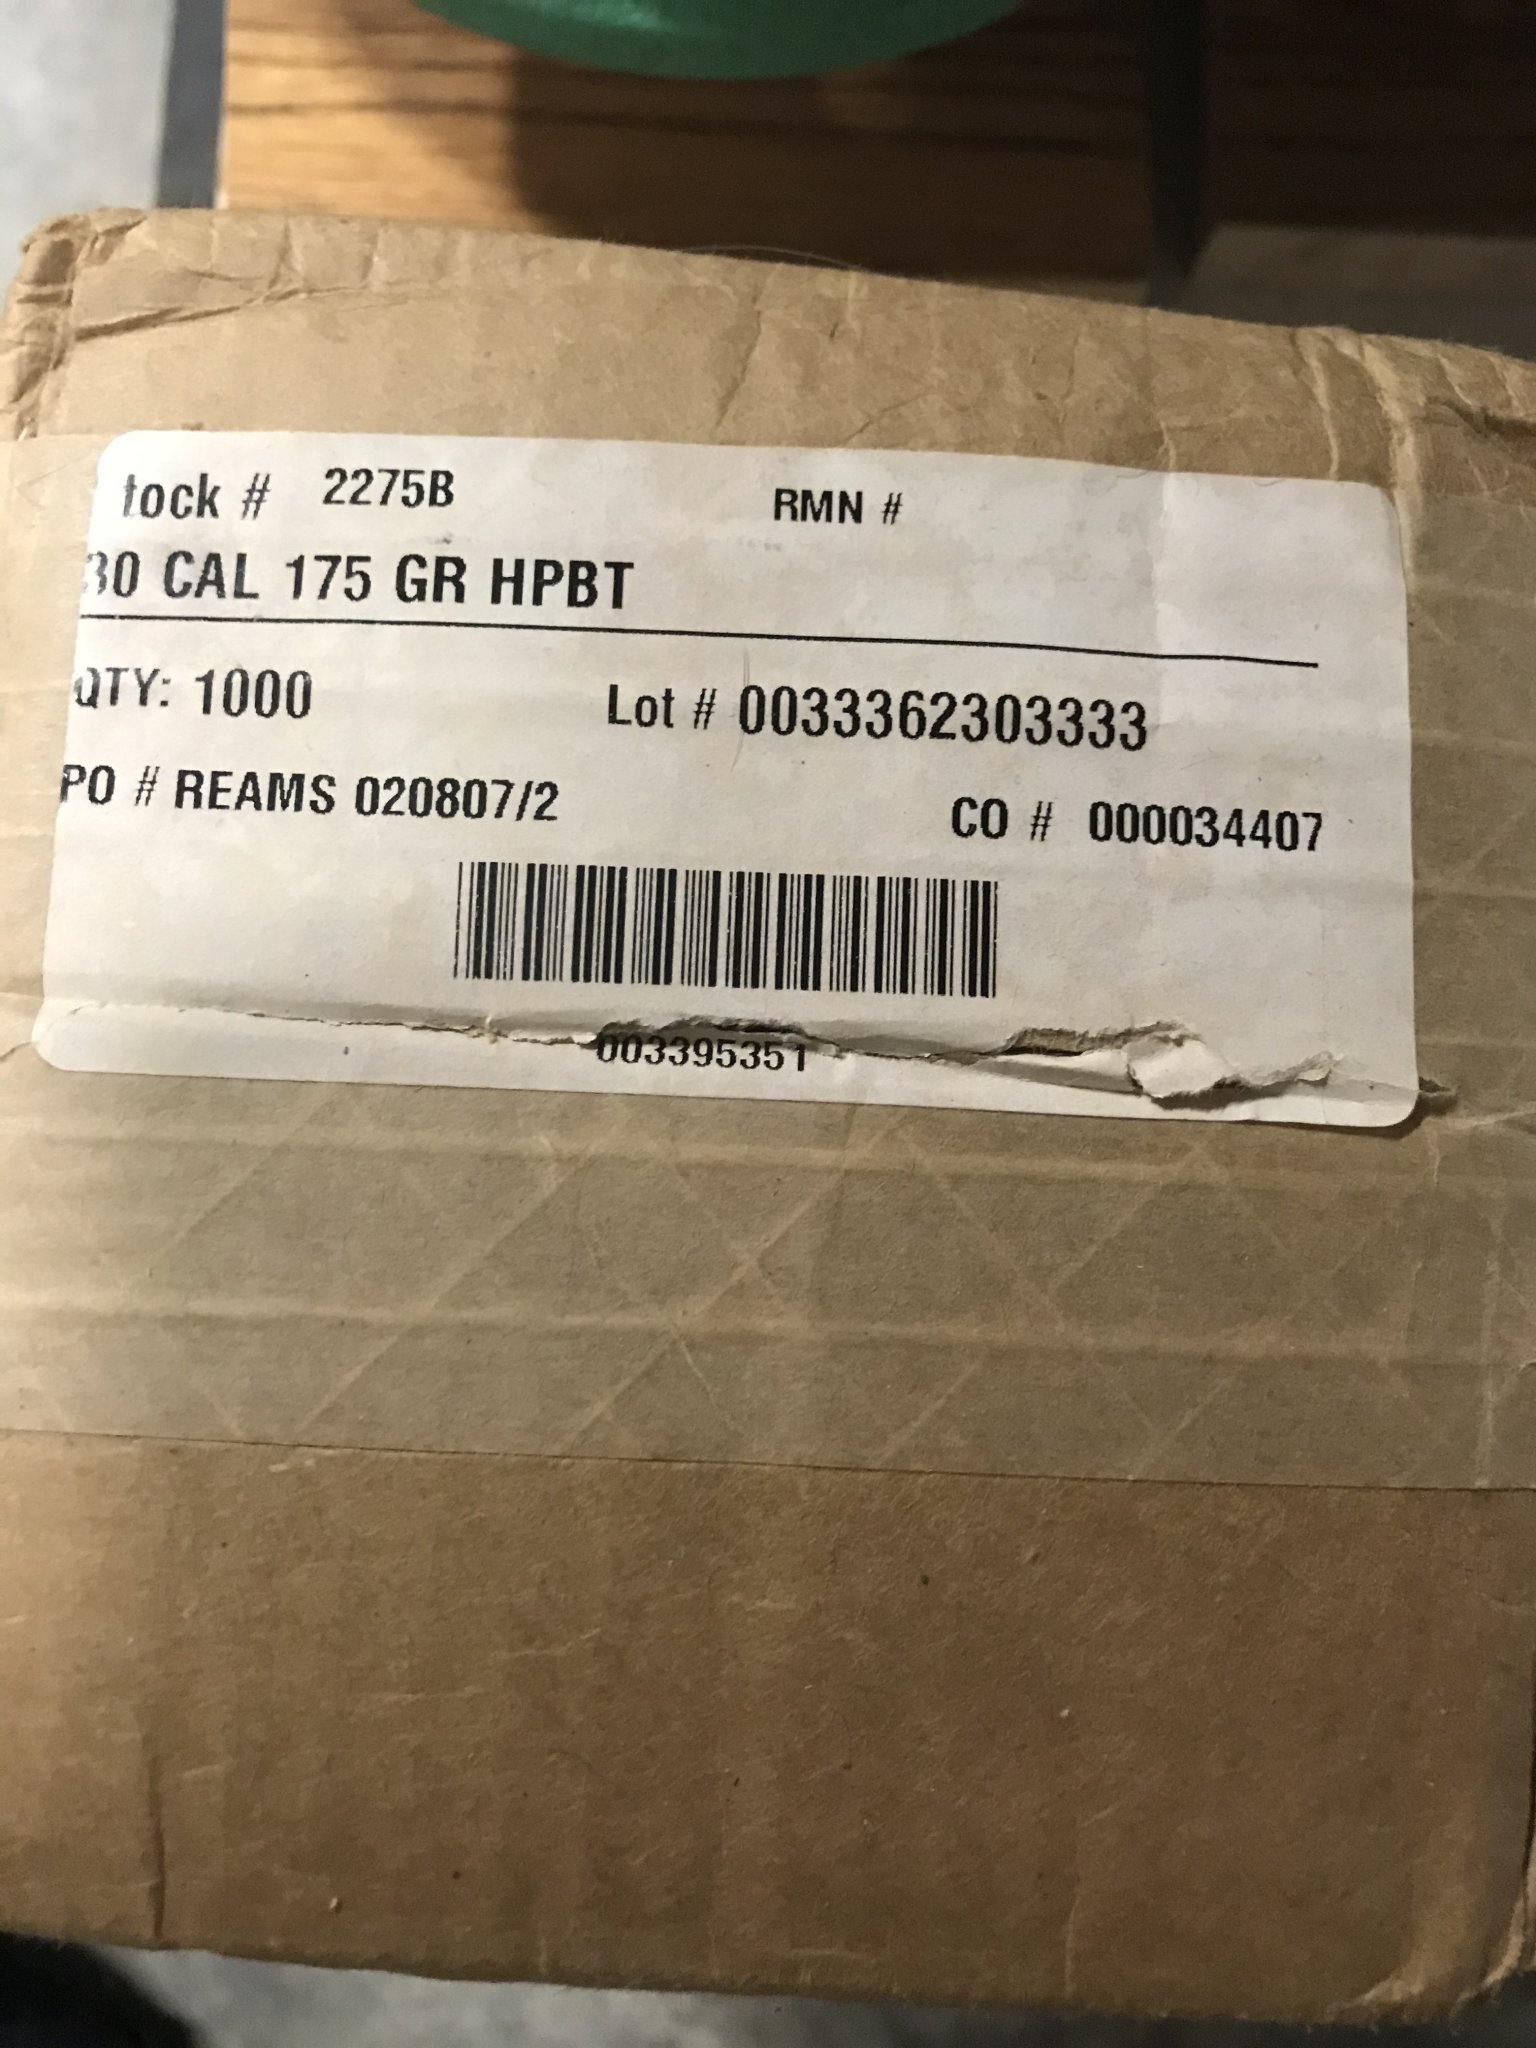 tock # 2275B RMN #
30 CAL 175 GR HPBT
QTY: 1000 Lot # 0033362303333
PO # REAMS 020807/2 CO # 000034407
003395351